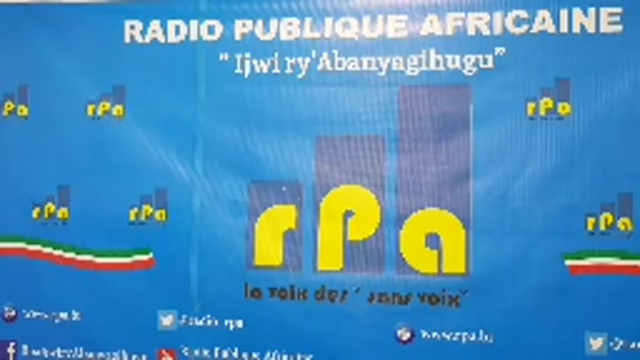 RADIO PUBLIQUE AFRICAINE
" Ijwi ry'Abanyagihugu"
rPa
rPa
rPa
rPa
rPa
rPa
rPa
la voix des " sans voix"
Radio Publique